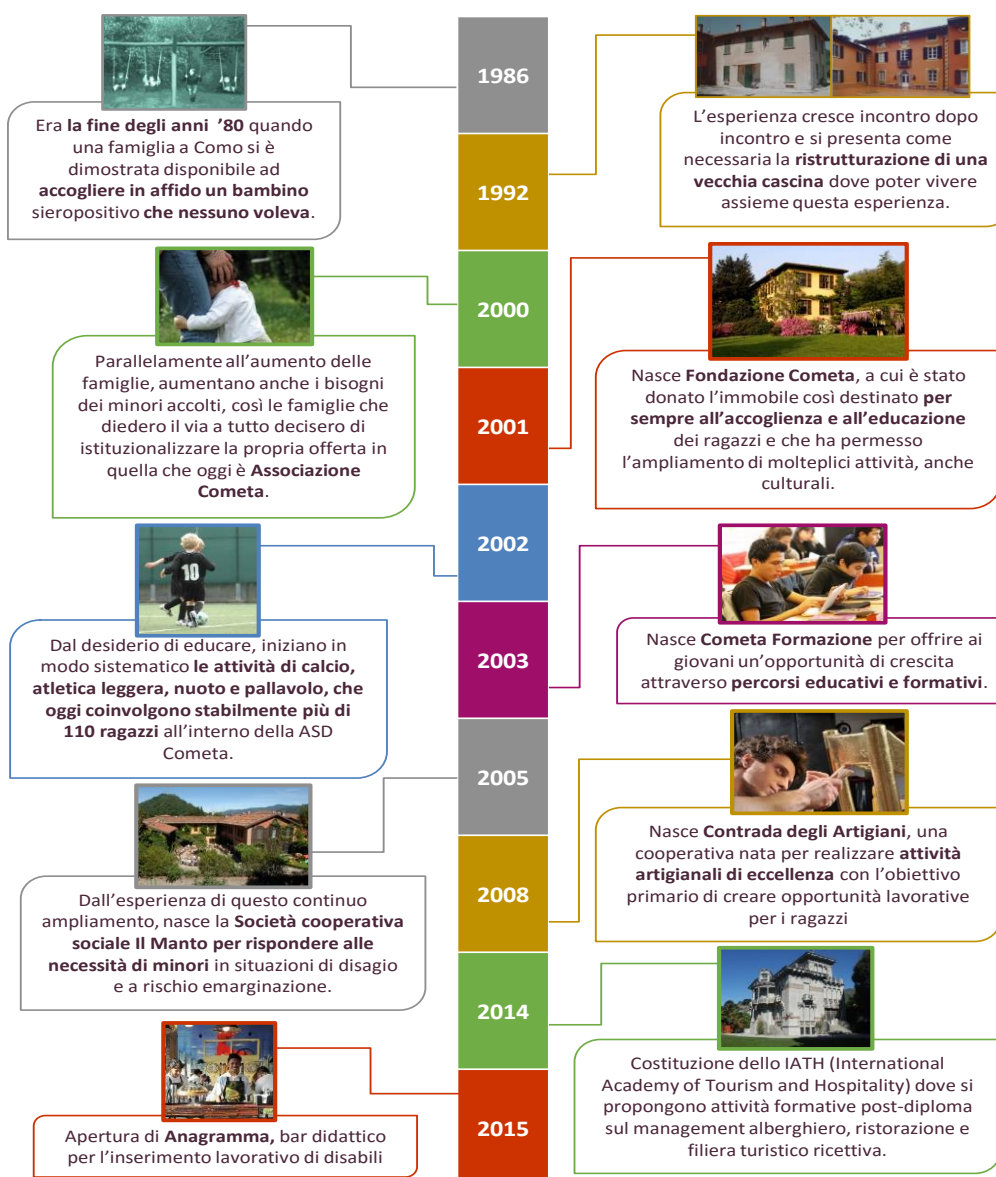 1986
Era la fine degli anni '80 quando
una famiglia a Como si è
dimostrata disponibile ad
accogliere in affido un bambino
sieropositivo che nessuno voleva.
1992
L'esperienza cresce incontro dopo
incontro e si presenta come
necessaria la ristrutturazione di una
vecchia cascina dove poter vivere
assieme questa esperienza.
2000
Parallelamente all'aumento delle
famiglie, aumentano anche i bisogni
dei minori accolti, così le famiglie che
diedero il via a tutto decisero di
istituzionalizzare la propria offerta in
quella che oggi è Associazione
Cometa.
2001
Nasce Fondazione Cometa, a cui è stato
donato l'immobile così destinato per
sempre all'accoglienza e all'educazione
dei ragazzi e che ha permesso
l'ampliamento di molteplici attività, anche
culturali.
2002
10
Dal desiderio di educare, iniziano in
modo sistematico le attività di calcio,
atletica leggera, nuoto e pallavolo, che
oggi coinvolgono stabilmente più di
110 ragazzi all'interno della ASD
Cometa.
2003
Nasce Cometa Formazione per offrire ai
giovani un'opportunità di crescita
attraverso percorsi educativi e formativi.
2005
Dall'esperienza di questo continuo
ampliamento, nasce la Società cooperativa
sociale Il Manto per rispondere alle
necessità di minori in situazioni di disagio
e a rischio emarginazione.
2008
Nasce Contrada degli Artigiani, una
cooperativa nata per realizzare attività
artigianali di eccellenza con l'obiettivo
primario di creare opportunità lavorative
per i ragazzi
2014
Costituzione dello IATH (International
Academy of Tourism and Hospitality) dove si
propongono attività formative post-diploma
sul management alberghiero, ristorazione e
filiera turistico ricettiva.
2015
Apertura di Anagramma, bar didattico
per l'inserimento lavorativo di disabili